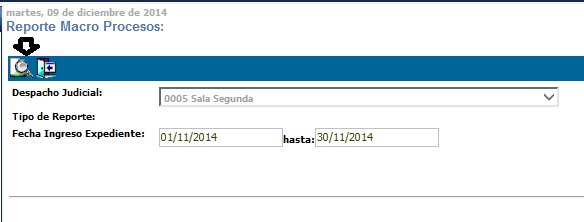 martes, 09 de diciembre de 2014
Reporte Macro Procesos:
Despacho Judicial: 0005 Sala Segunda
Tipo de Reporte:
Fecha Ingreso Expediente: 01/11/2014 hasta: 30/11/2014